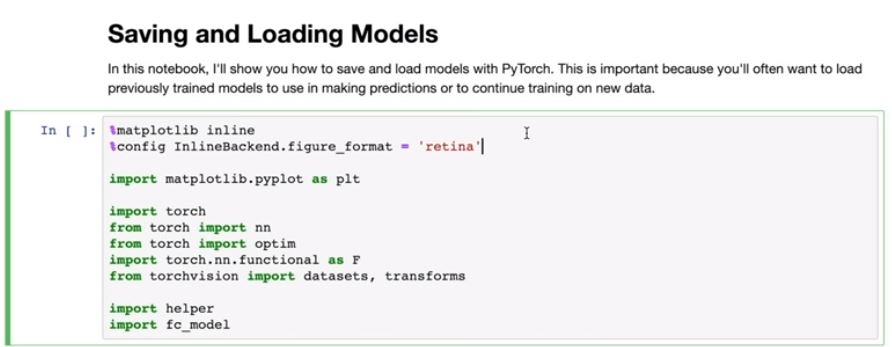 Saving and Loading Models
In this notebook, I'll show you how to save and load models with PyTorch. This is important because you'll often want to load
previously trained models to use in making predictions or to continue training on new data.
In [ ]: %matplotlib inline
%config InlineBackend.figure_format = 'retina'
import matplotlib.pyplot as plt
import torch
from torch import nn
from torch import optim
import torch.nn.functional as F
from torchvision import datasets, transforms
import helper
import fc_model